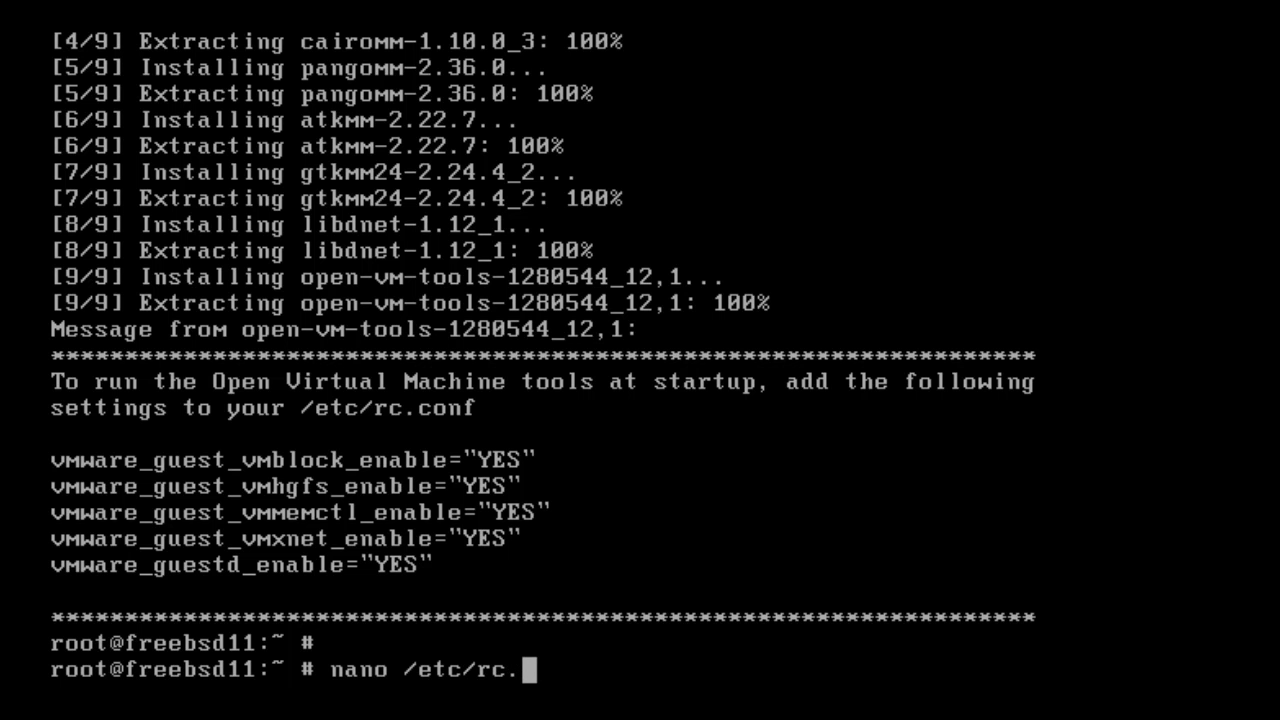 [4/9] Extracting cairomm-1.10.0_3: 100%
[5/9] Installing pangomm-2.36.0...
[5/9] Extracting pangomm-2.36.0: 100%
[6/9] Installing atkmm-2.22.7...
[6/9] Extracting atkmm-2.22.7: 100%
[7/9] Installing gtkmm24-2.24.4_2...
[7/9] Extracting gtkmm24-2.24.4_2: 100%
[8/9] Installing libdnet-1.12_1...
[8/9] Extracting libdnet-1.12_1: 100%
[9/9] Installing open-vm-tools-1280544_12,1...
[9/9] Extracting open-vm-tools-1280544_12,1: 100%
Message from open-vm-tools-1280544_12,1:
*******************************************************************
To run the Open Virtual Machine tools at startup, add the following
settings to your /etc/rc.conf
vmware_guest_vmblock_enable="YES"
vmware_guest_vmhgfs_enable="YES"
vmware_guest_vmmemctl_enable="YES"
vmware_guest_vmxnet_enable="YES"
vmware_guestd_enable="YES"
*******************************************************************
root@freebsd11:~ #
root@freebsd11:~ # nano /etc/rc.